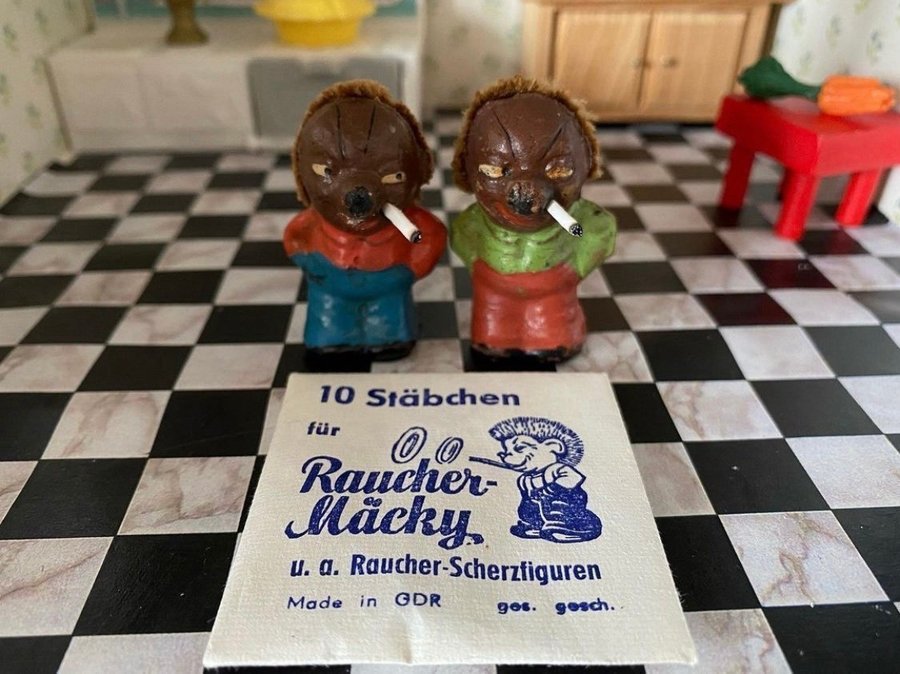 10 Stäbchen
für
Raucher-
Mäcky
u. a. Raucher-Scherzfiguren
Made in GDR ges. gesch.